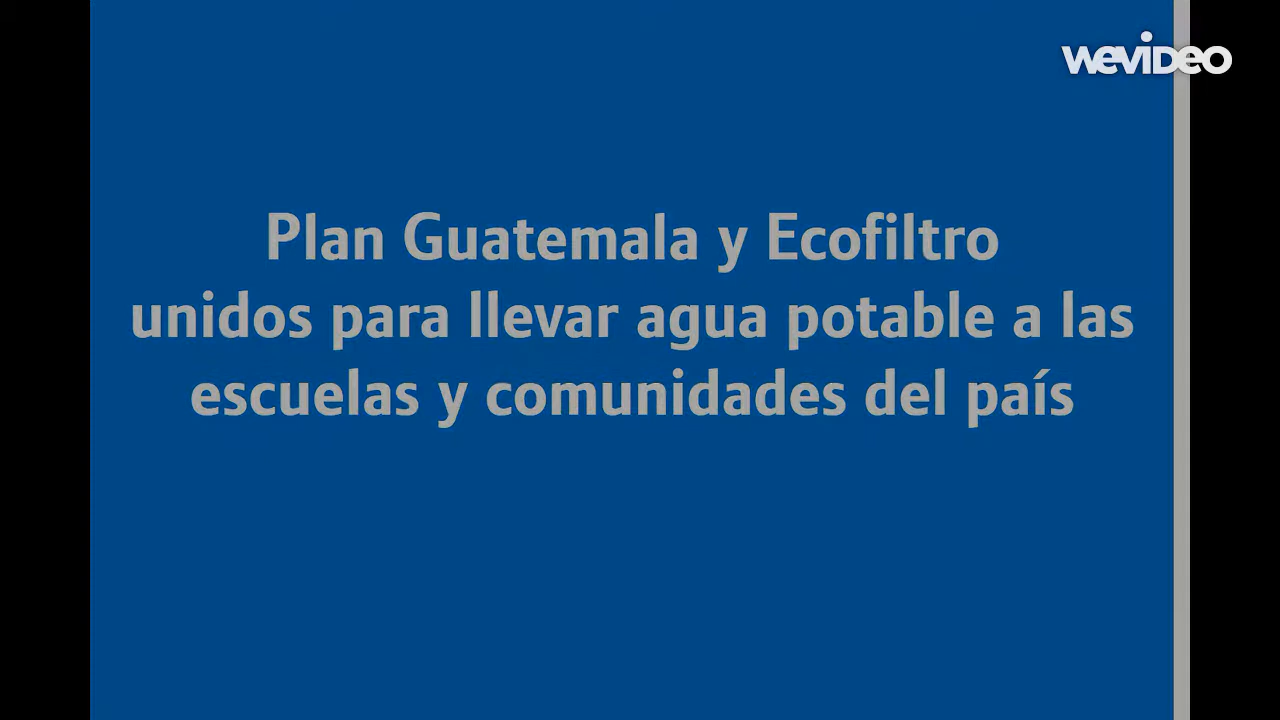 wevideo
Plan Guatemala y Ecofiltro
unidos para llevar agua potable a las
escuelas y comunidades del país